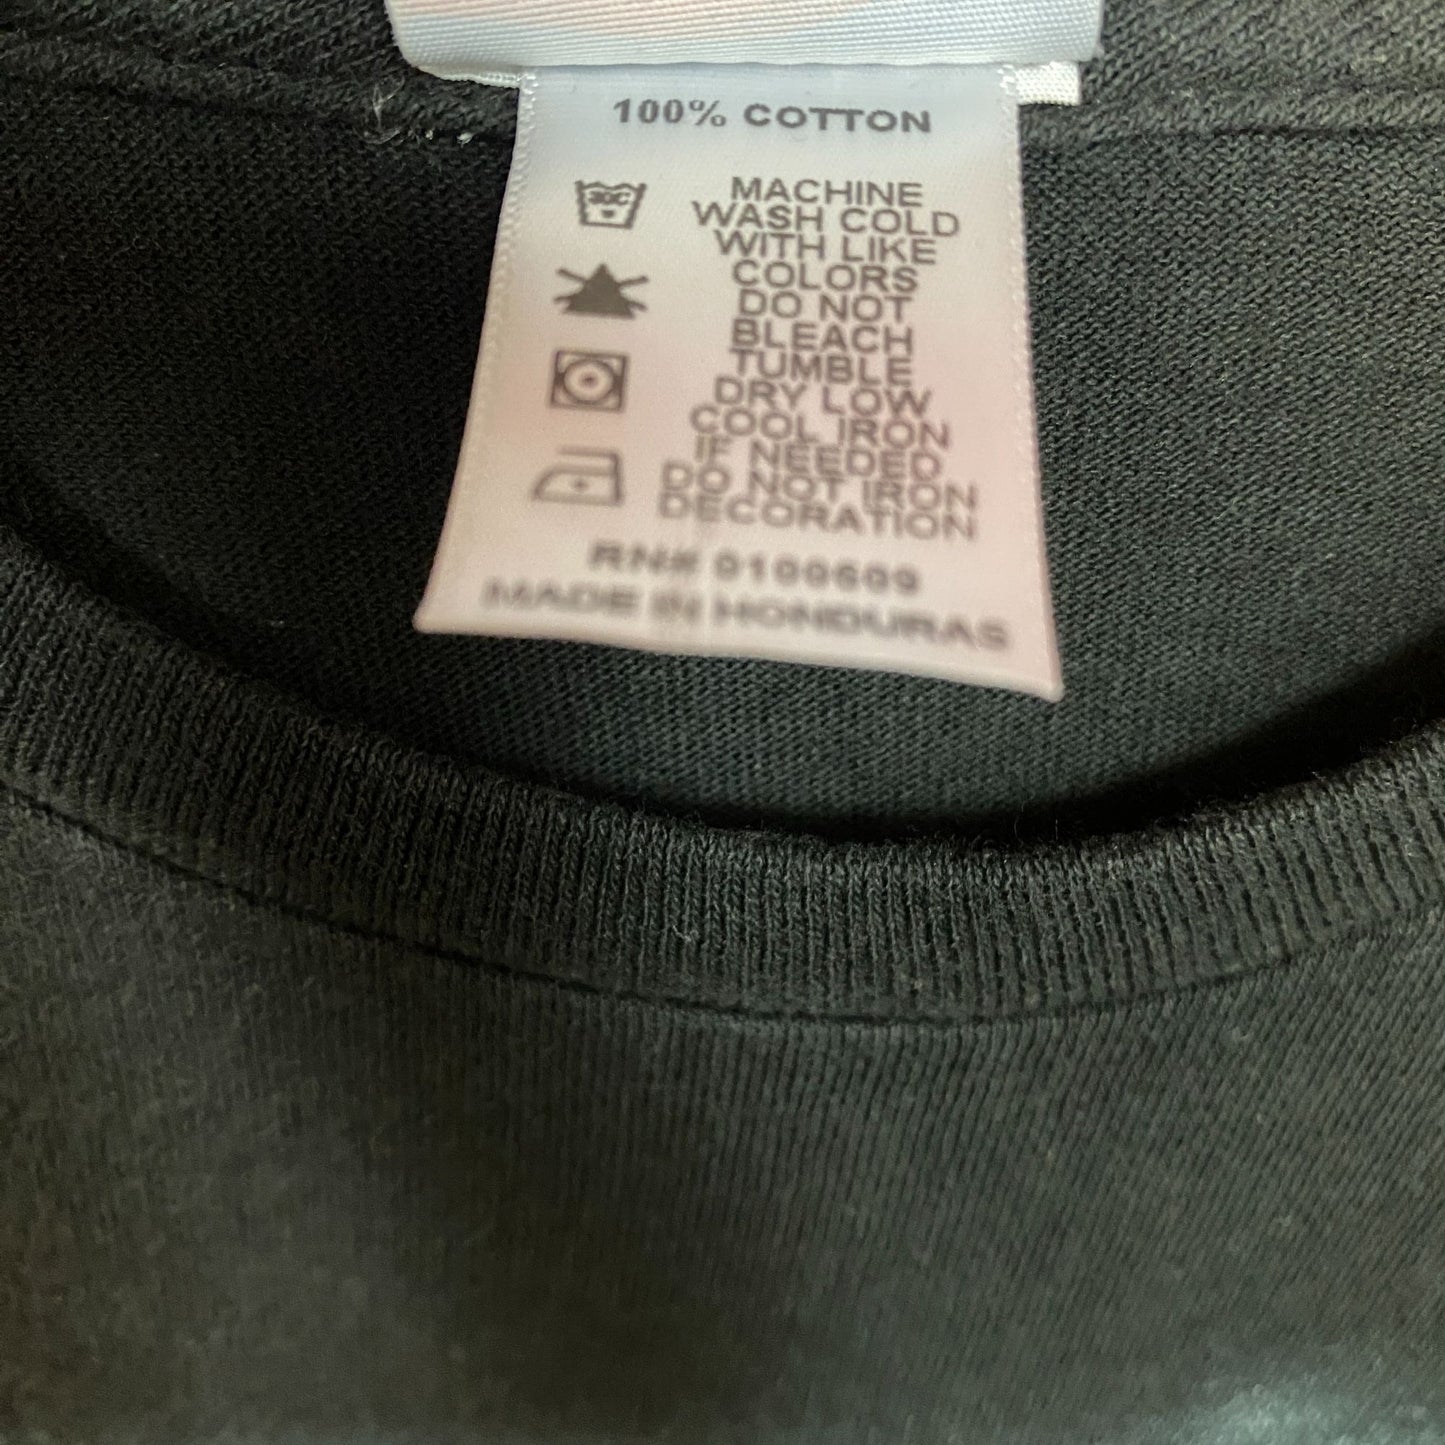 100% COTTON
30C
MACHINE
WASH COLD
WITH LIKE
COLORS
DO NOT
BLEACH
TUMBLE
DRY LOW
COOL IRON
IF NEEDED
DO NOT IRON
DECORATION
RN# 0100609
MADE IN HONDURAS